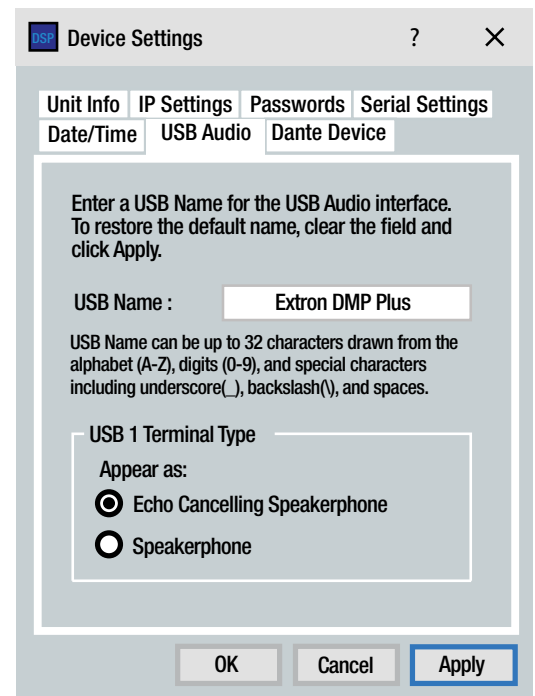 DSP Device Settings ? X
Unit Info IP Settings Passwords Serial Settings
Date/Time USB Audio Dante Device
Enter a USB Name for the USB Audio interface.
To restore the default name, clear the field and
click Apply.
USB Name : Extron DMP Plus
USB Name can be up to 32 characters drawn from the
alphabet (A-Z), digits (0-9), and special characters
including underscore(_), backslash(\), and spaces.
USB 1 Terminal Type
Appear as:
Echo Cancelling Speakerphone
Speakerphone
OK Cancel Apply